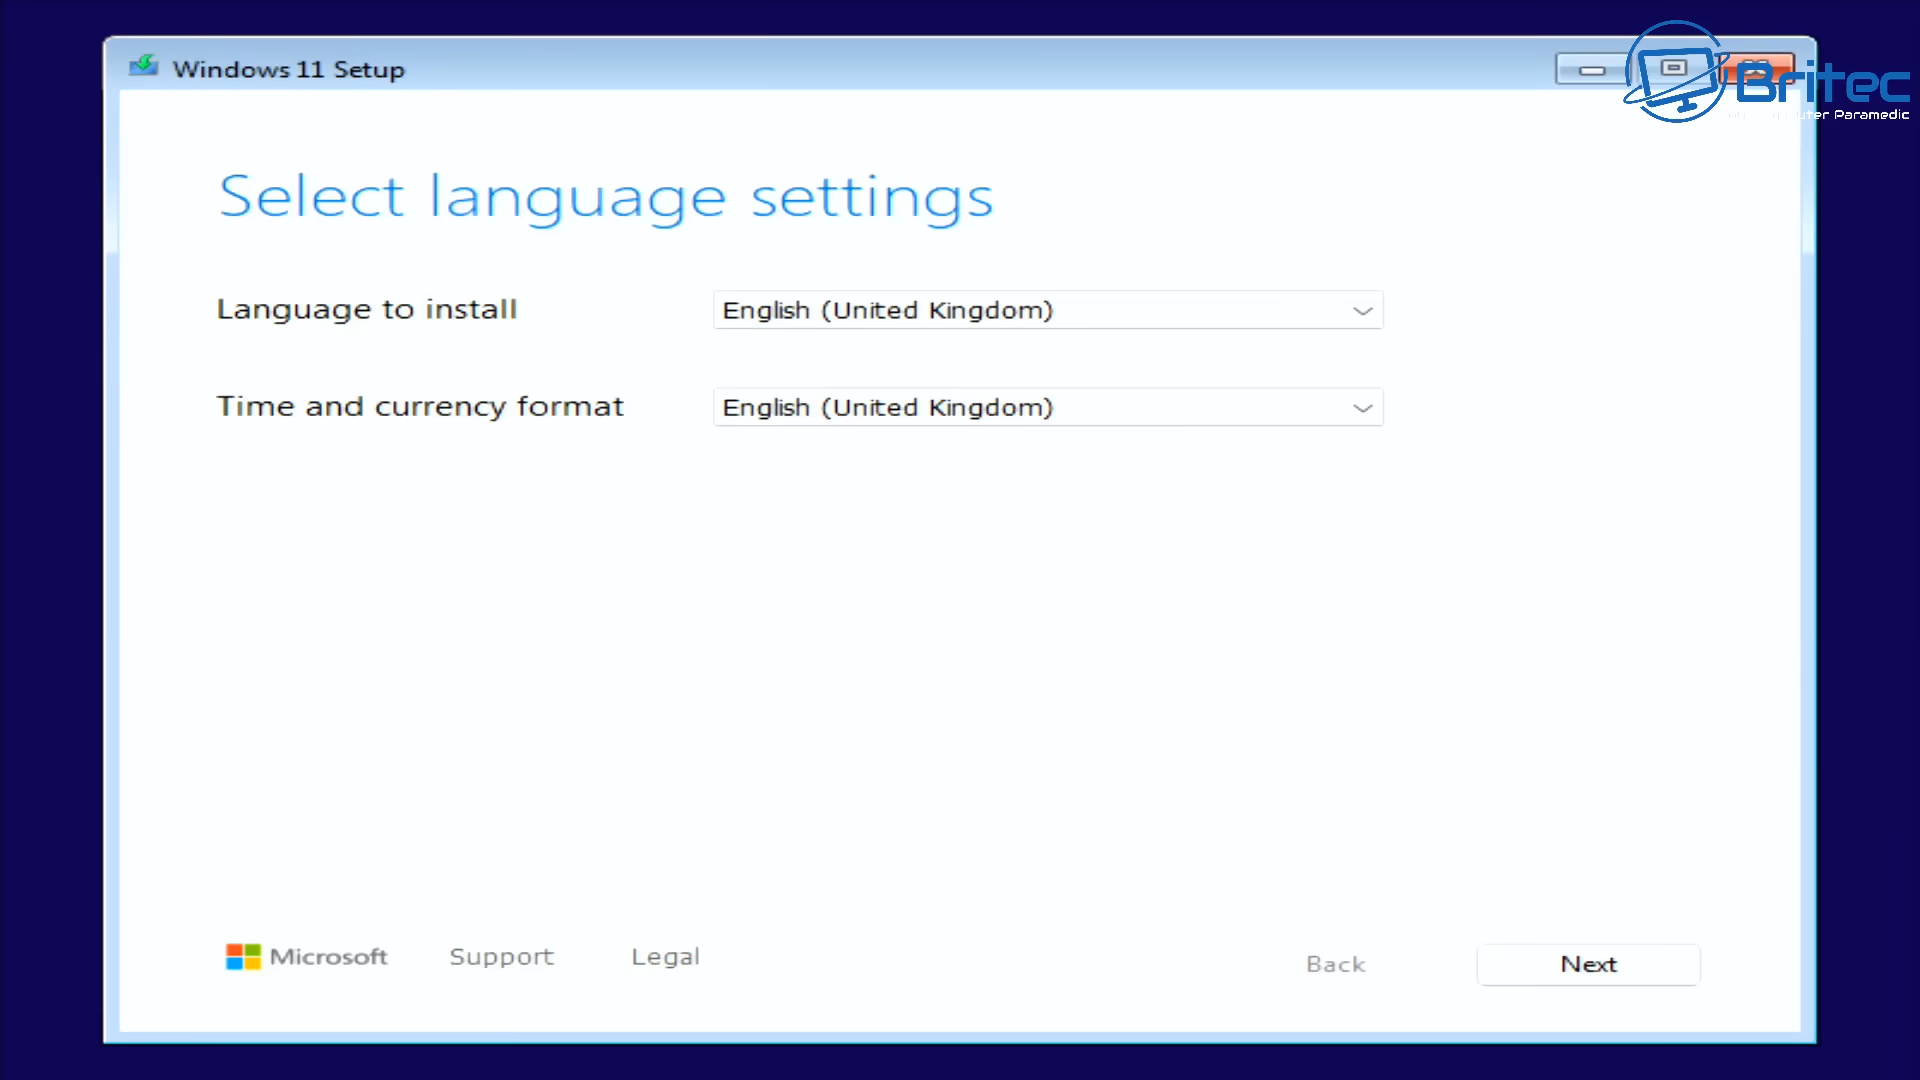 Windows 11 Setup
Britec
uter Paramedic
Select language settings
Language to install
English (United Kingdom)
Time and currency format
English (United Kingdom)
Microsoft
Support
Legal
Back
Next